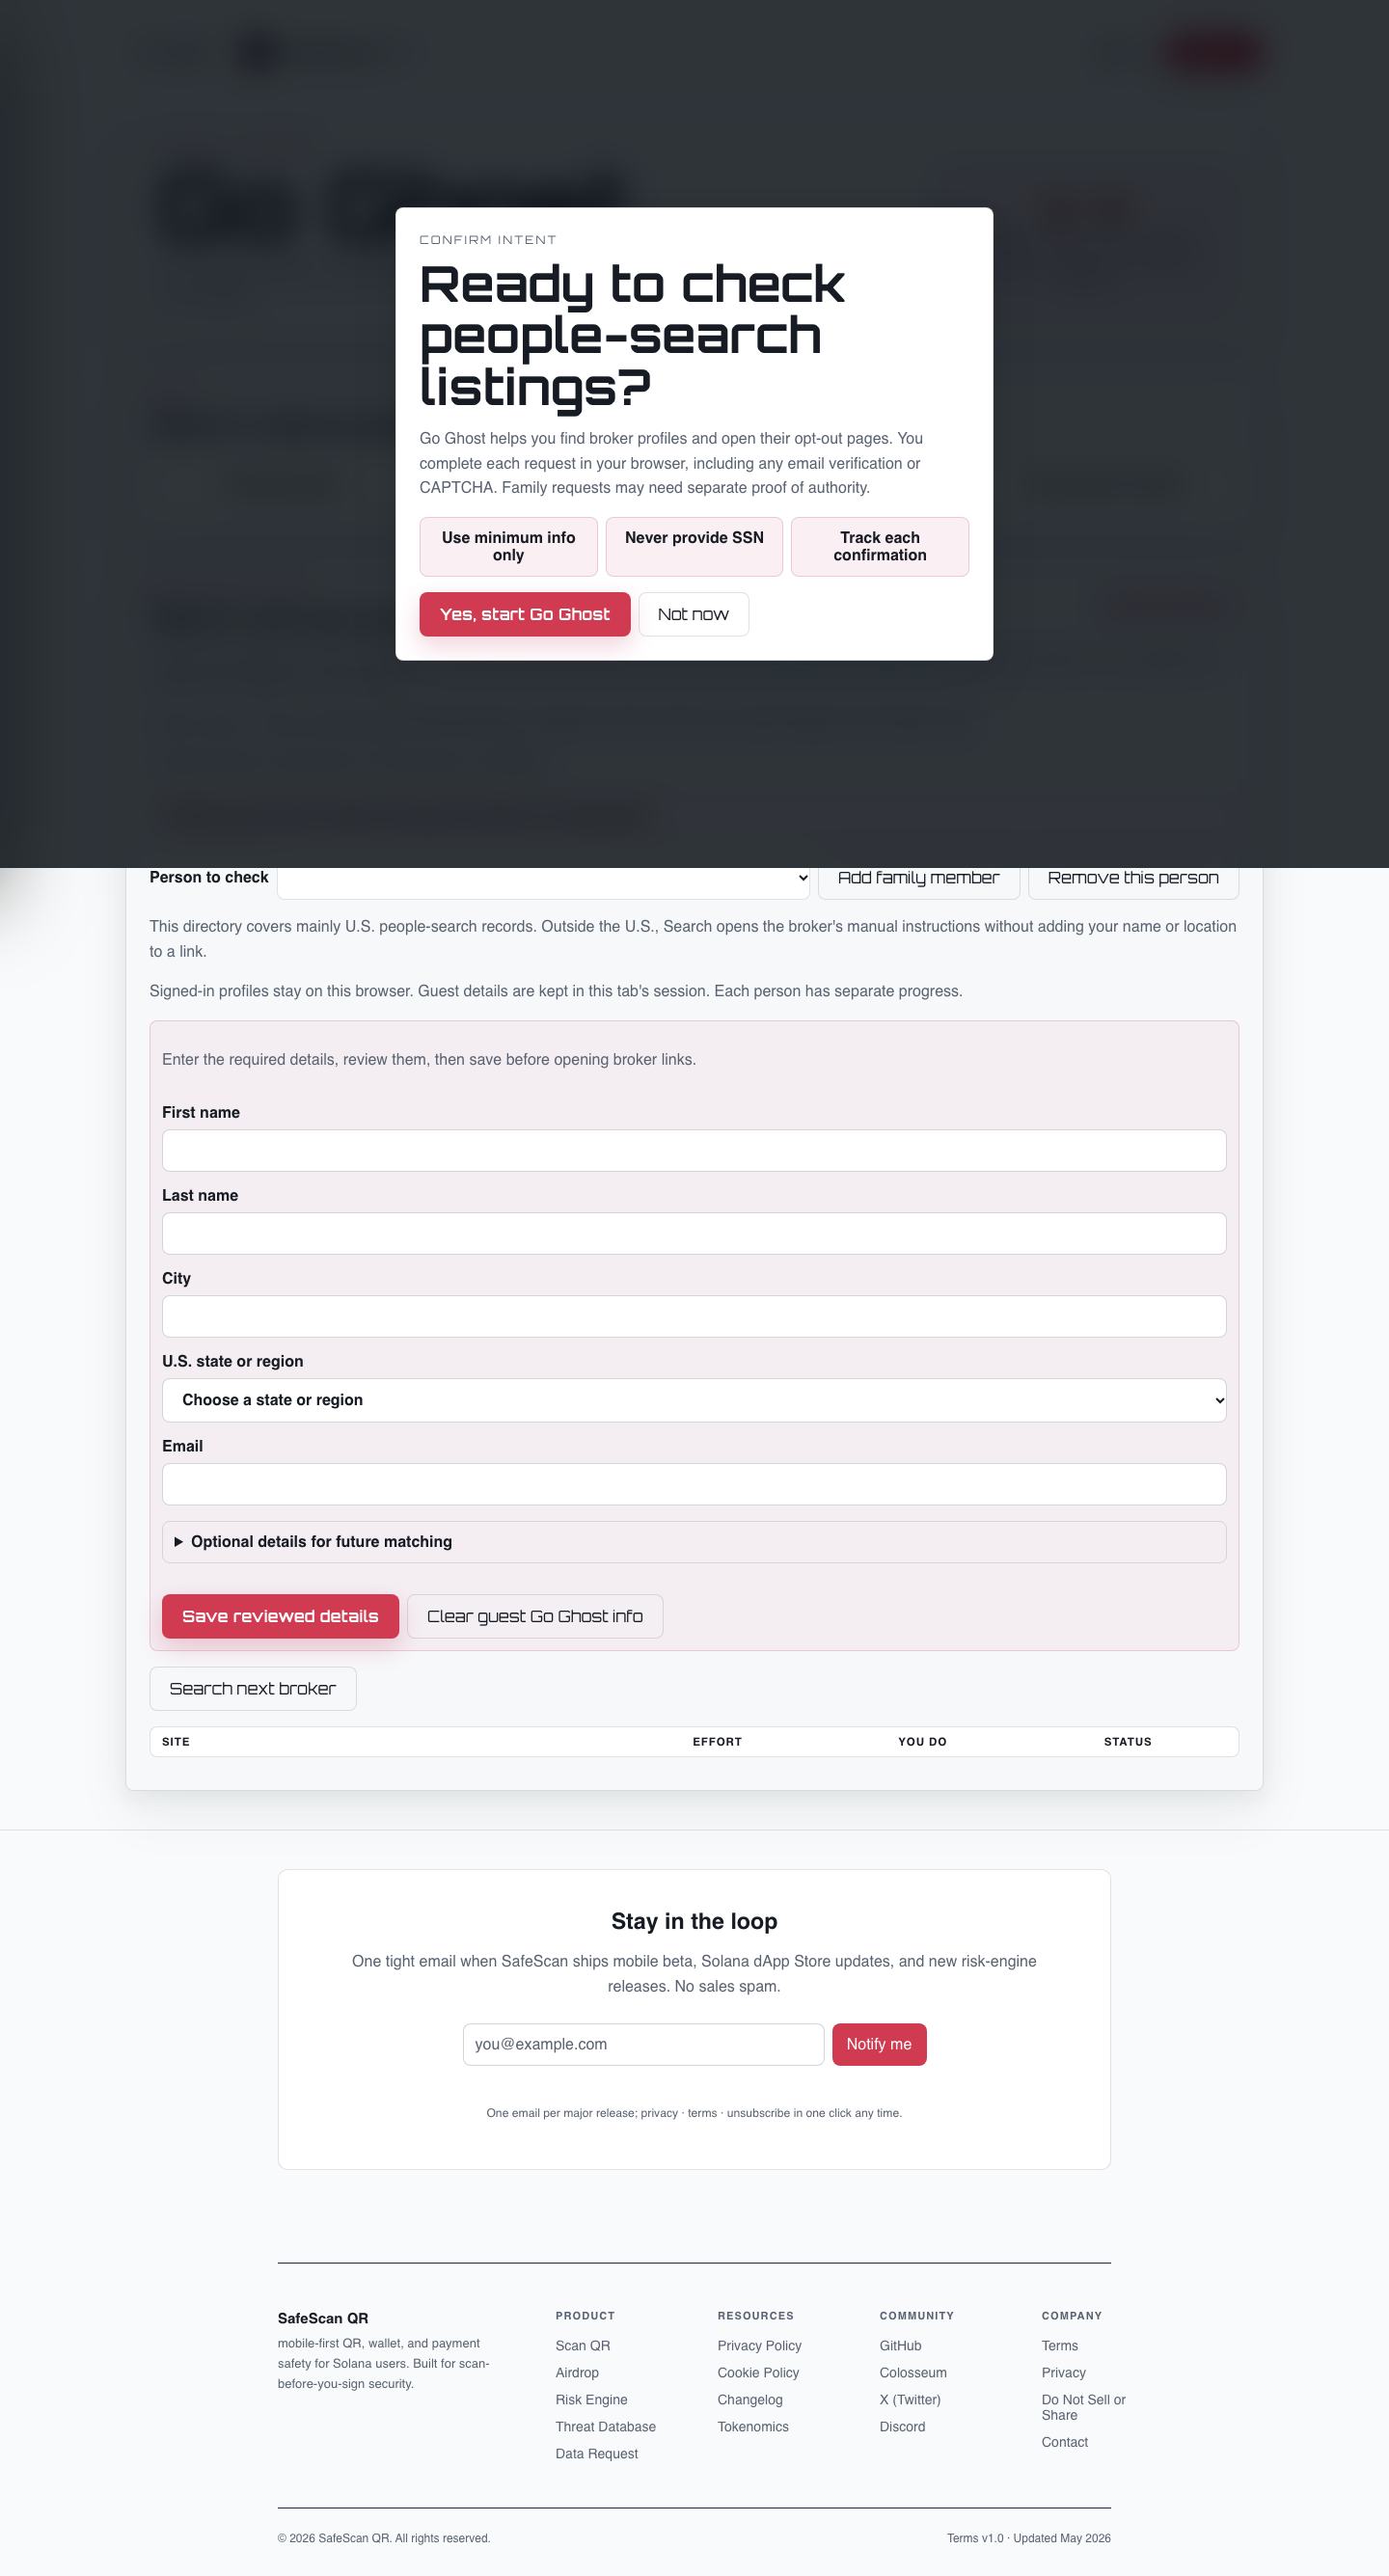 CONFIRM INTENT
Ready to check
people-search
listings?
Go Ghost helps you find broker profiles and open their opt-out pages. You
complete each request in your browser, including any email verification or
CAPTCHA. Family requests may need separate proof of authority.
Use minimum info
only
Never provide SSN
Track each
confirmation
Yes, start Go Ghost
Not now
Person to check
Add family member
Remove this person
This directory covers mainly U.S. people-search records. Outside the U.S., Search opens the broker's manual instructions without adding your name or location
to a link.
Signed-in profiles stay on this browser. Guest details are kept in this tab's session. Each person has separate progress.
Enter the required details, review them, then save before opening broker links.
First name
Last name
City
U.S. state or region
Choose a state or region
Email
Optional details for future matching
Save reviewed details
Clear guest Go Ghost info
Search next broker
SITE EFFORT YOU DO STATUS
Stay in the loop
One tight email when SafeScan ships mobile beta, Solana dApp Store updates, and new risk-engine
releases. No sales spam.
you@example.com
Notify me
One email per major release; privacy · terms · unsubscribe in one click any time.
SafeScan QR
mobile-first QR, wallet, and payment
safety for Solana users. Built for scan-
before-you-sign security.
PRODUCT
Scan QR
Airdrop
Risk Engine
Threat Database
Data Request
RESOURCES
Privacy Policy
Cookie Policy
Changelog
Tokenomics
COMMUNITY
GitHub
Colosseum
X (Twitter)
Discord
COMPANY
Terms
Privacy
Do Not Sell or
Share
Contact
© 2026 SafeScan QR. All rights reserved.
Terms v1.0 · Updated May 2026